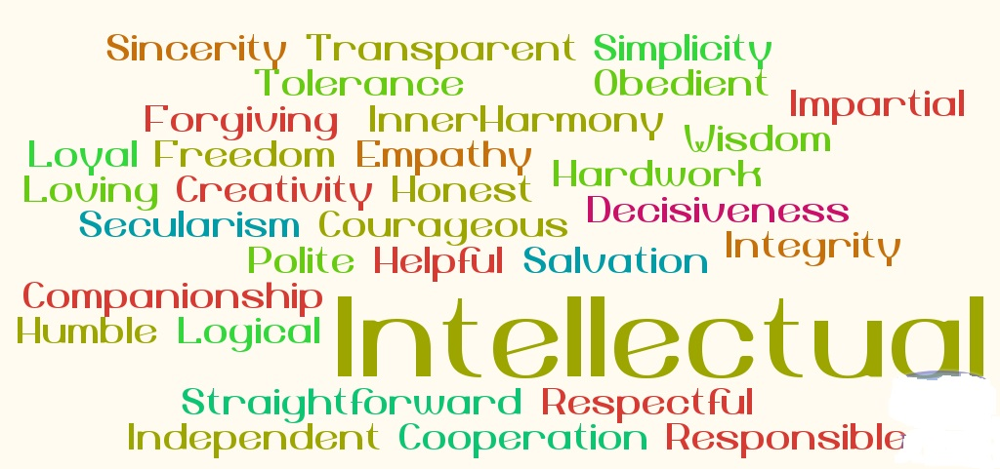 Sincerity Transparent Simplicity
Tolerance Obedient
Impartial
Forgiving InnerHarmony
Wisdom
Loyal Freedom Empathy
Hardwork
Loving Creativity Honest
Decisiveness
Secularism Courageous
Integrity
Polite Helpful Salvation
Companionship
Humble Logical
Intellectual
Straightforward Respectful
Independent Cooperation Responsible